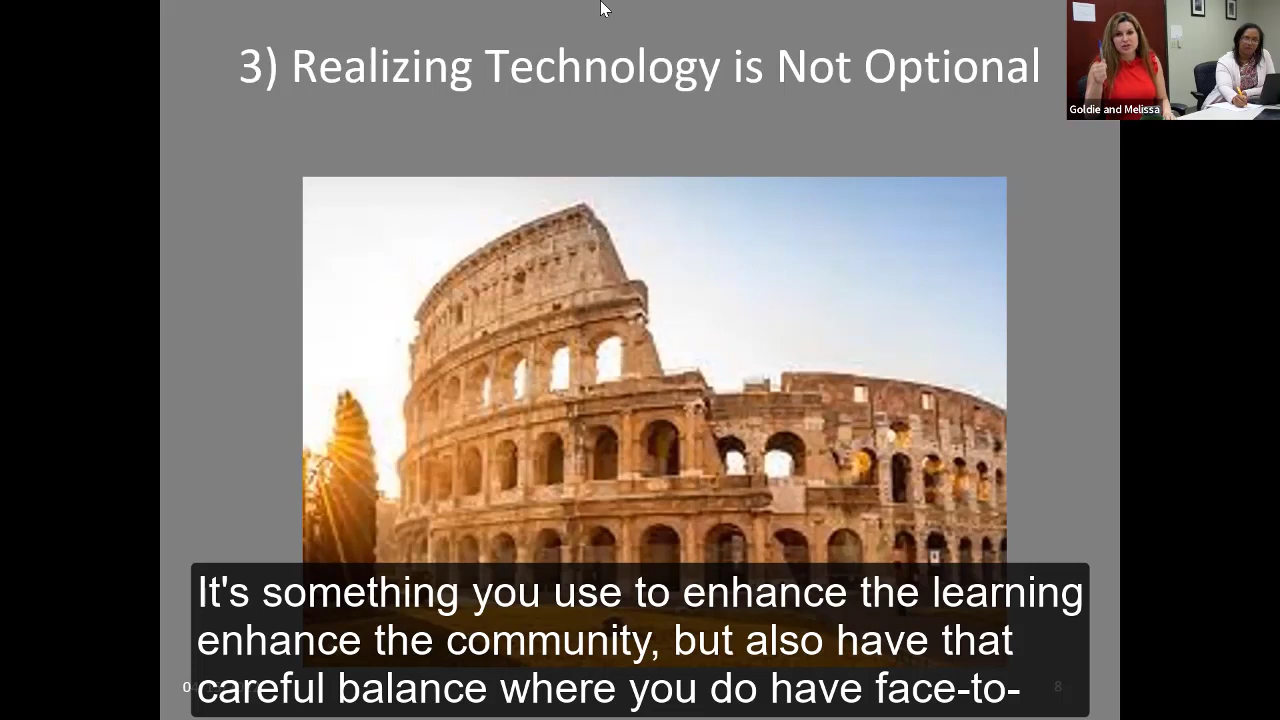 3) Realizing Technology is Not Optional
Goldie and Melissa
It's something you use to enhance the learning
enhance the community, but also have that
careful balance where you do have face-to-
8